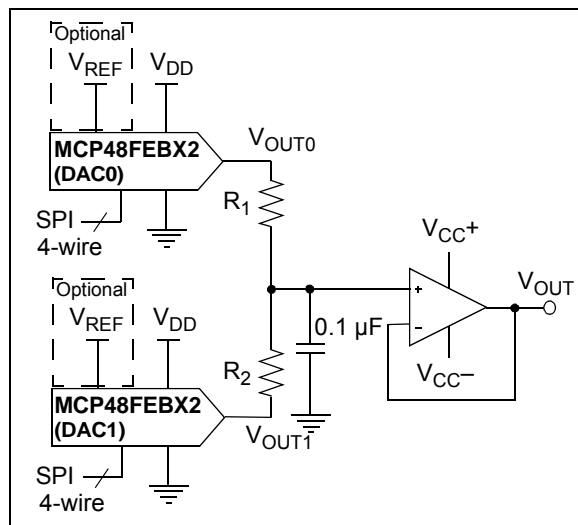 Optional
VREF
VDD
MCP48FEBX2
(DAC0)
VOUT0
SPI
4-wire
R1
VCC+
VOUT
+
-
0.1 µF
VCC–
Optional
VREF
VDD
R2
MCP48FEBX2
(DAC1)
VOUT1
SPI
4-wire